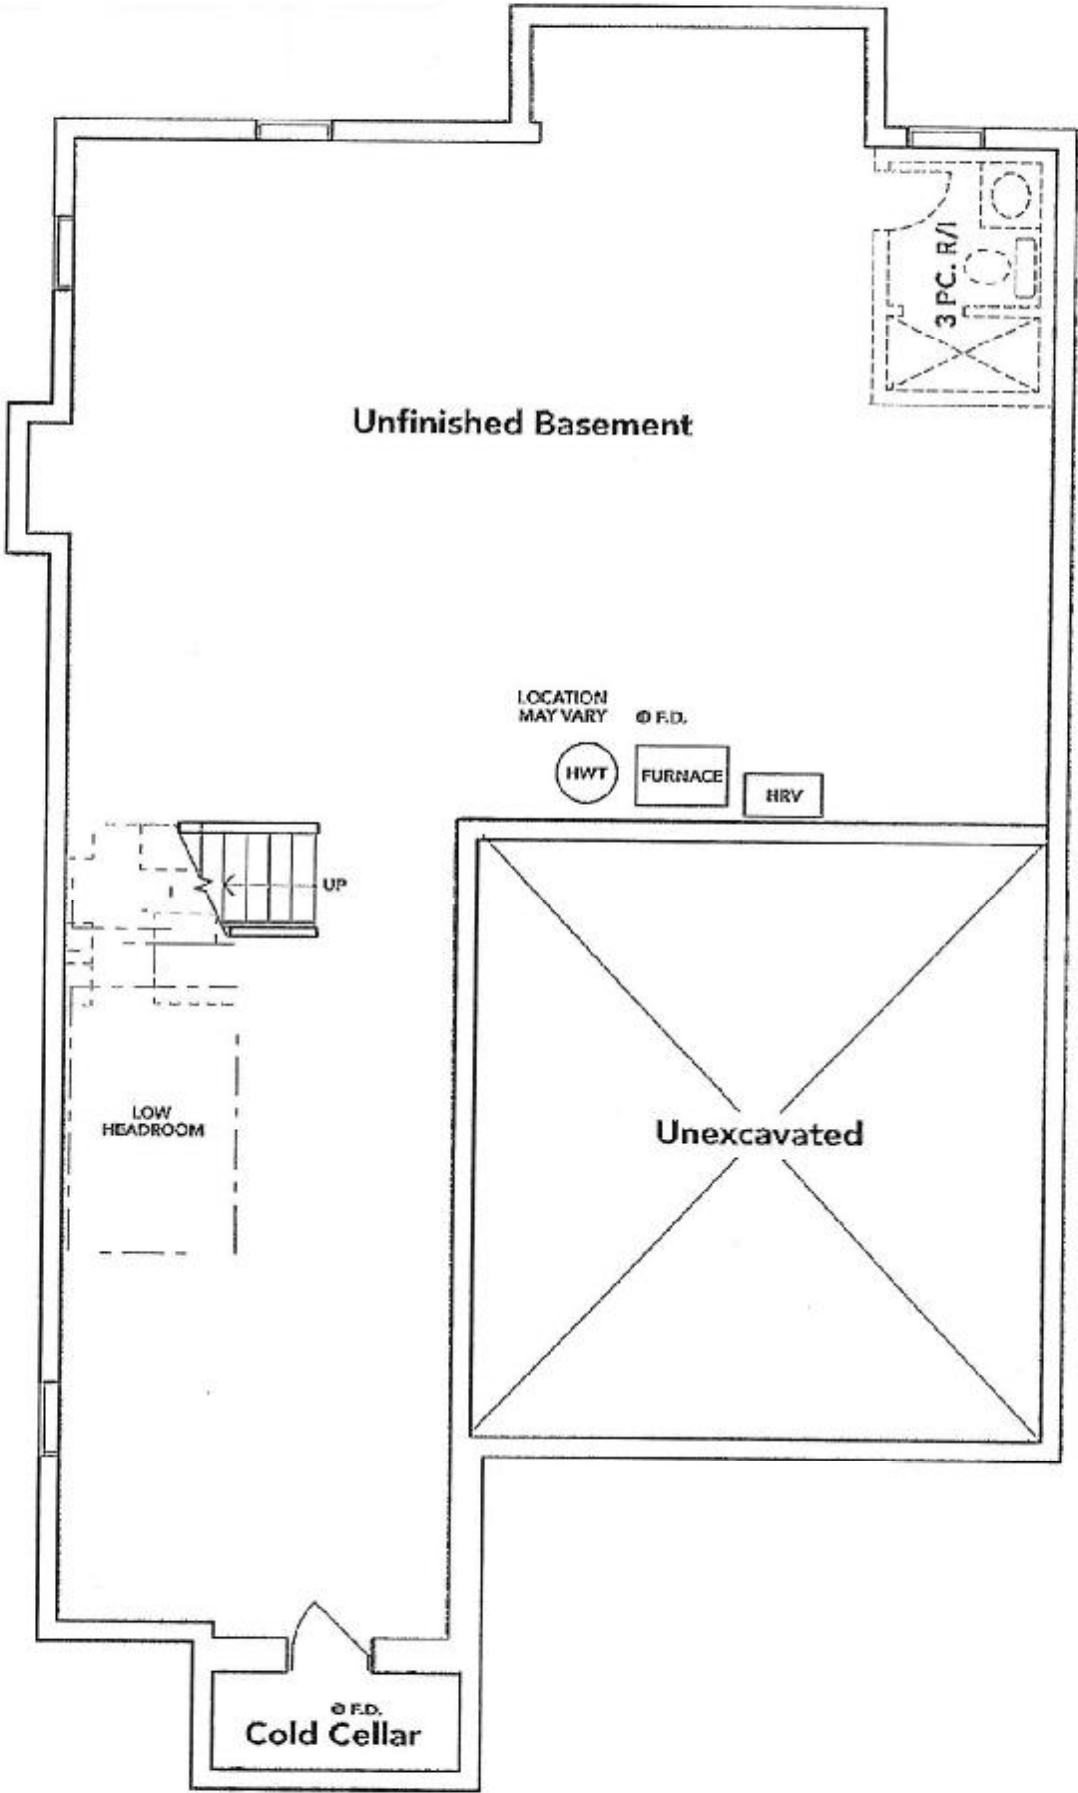 3 PC. R/I
Unfinished Basement
LOCATION
MAY VARY
F.D.
HWT
FURNACE
HRV
UP
LOW
HEADROOM
Unexcavated
F.D.
Cold Cellar